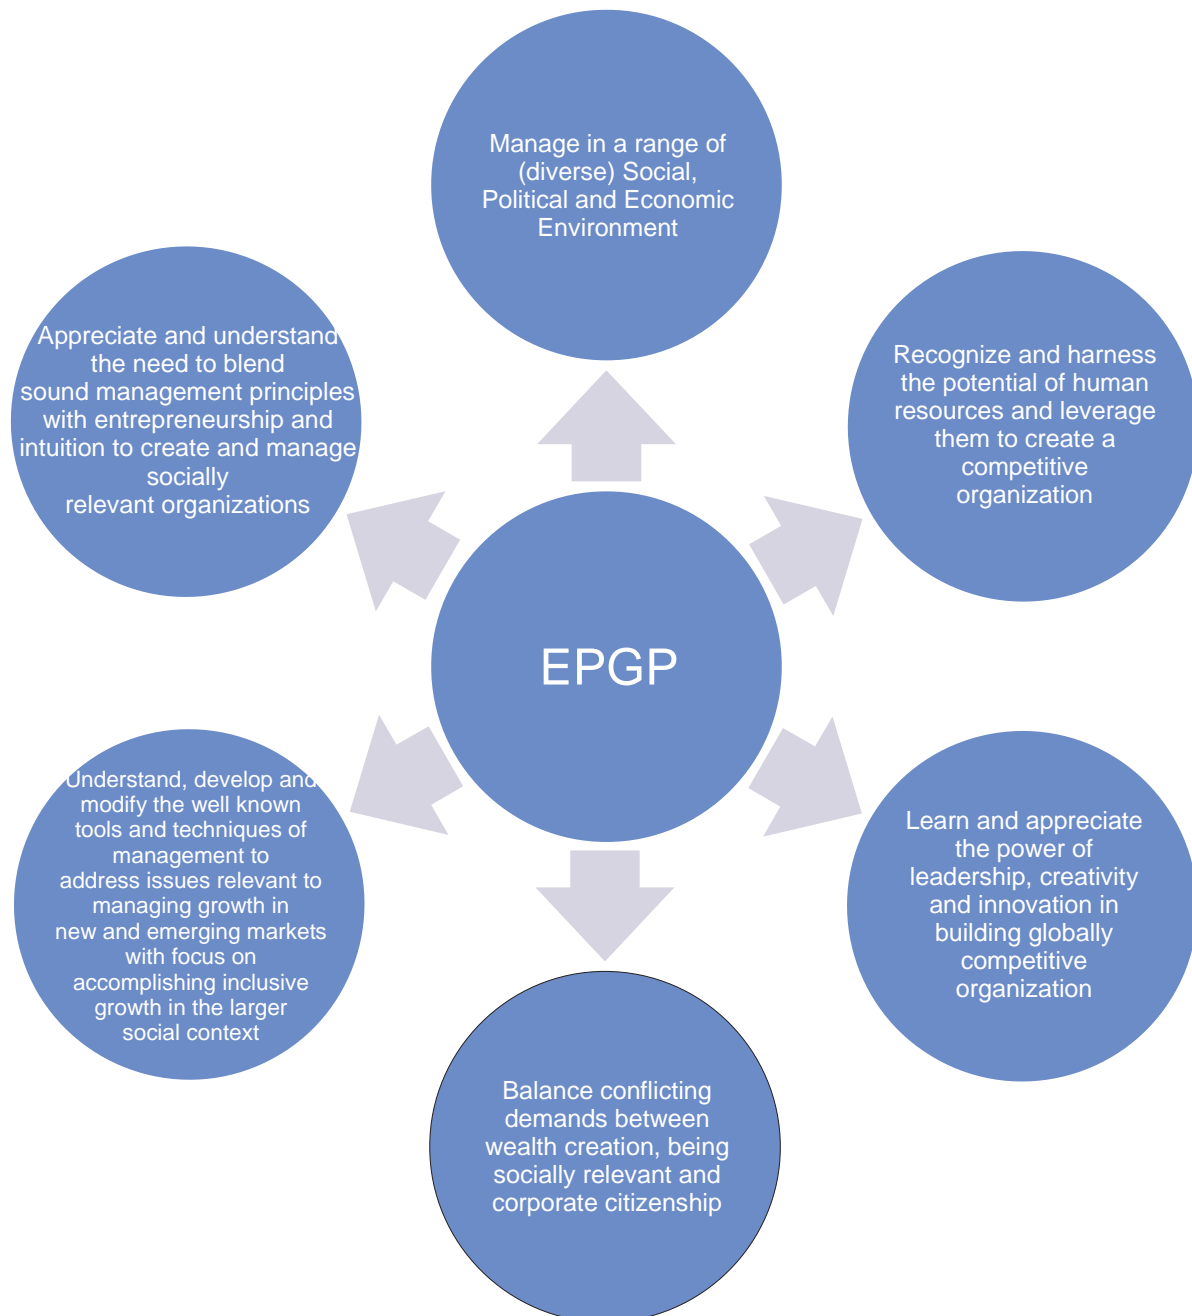 Manage in a range of
(diverse) Social,
Political and Economic
Environment
Appreciate and understand
the need to blend
sound management principles
with entrepreneurship and
intuition to create and manage
socially
relevant organizations
Recognize and harness
the potential of human
resources and leverage
them to create a
competitive
organization
EPGP
Understand, develop and
modify the well known
tools and techniques of
management to
address issues relevant to
managing growth in
new and emerging markets
with focus on
accomplishing inclusive
growth in the larger
social context
Learn and appreciate
the power of
leadership, creativity
and innovation in
building globally
competitive
organization
Balance conflicting
demands between
wealth creation, being
socially relevant and
corporate citizenship